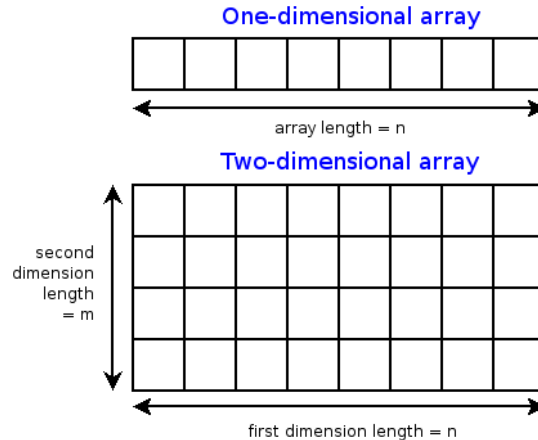 One-dimensional array
array length = n
Two-dimensional array
second
dimension
length
= m
first dimension length = n